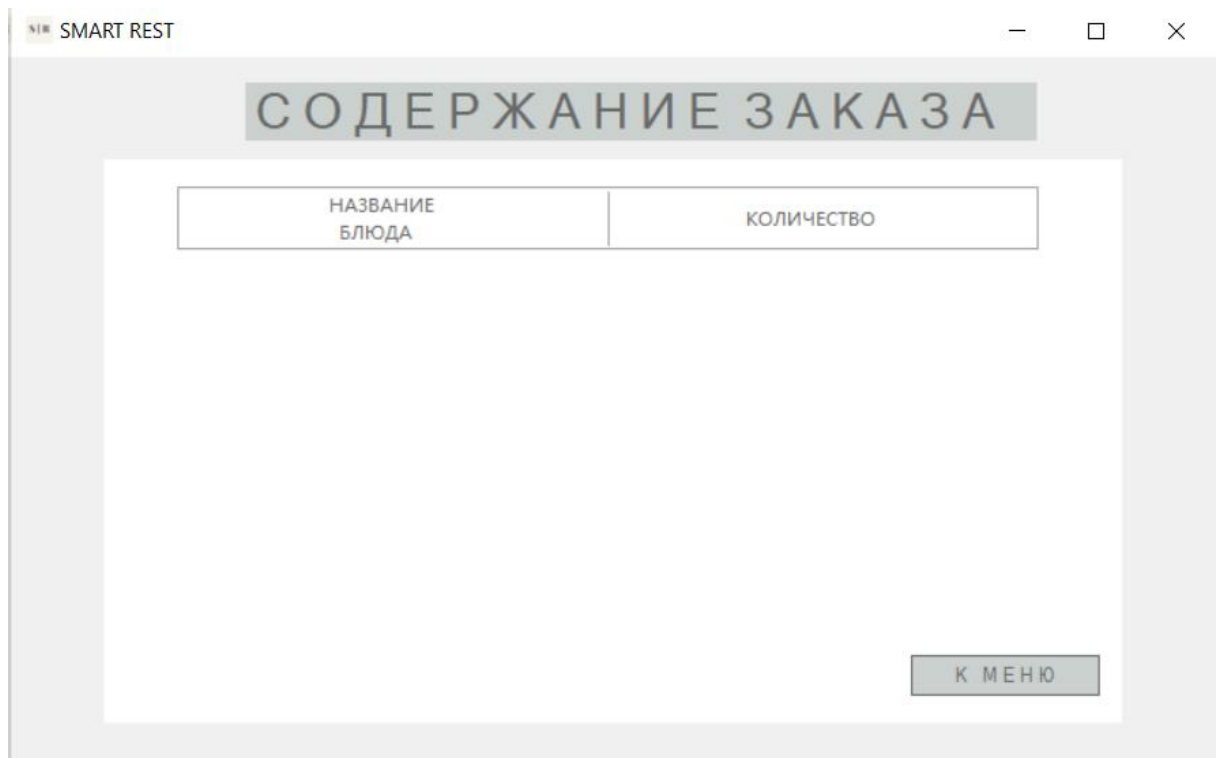 SMART REST
СОДЕРЖАНИЕ ЗАКАЗА
НАЗВАНИЕ
БЛЮДА
КОЛИЧЕСТВО
К МЕНЮ